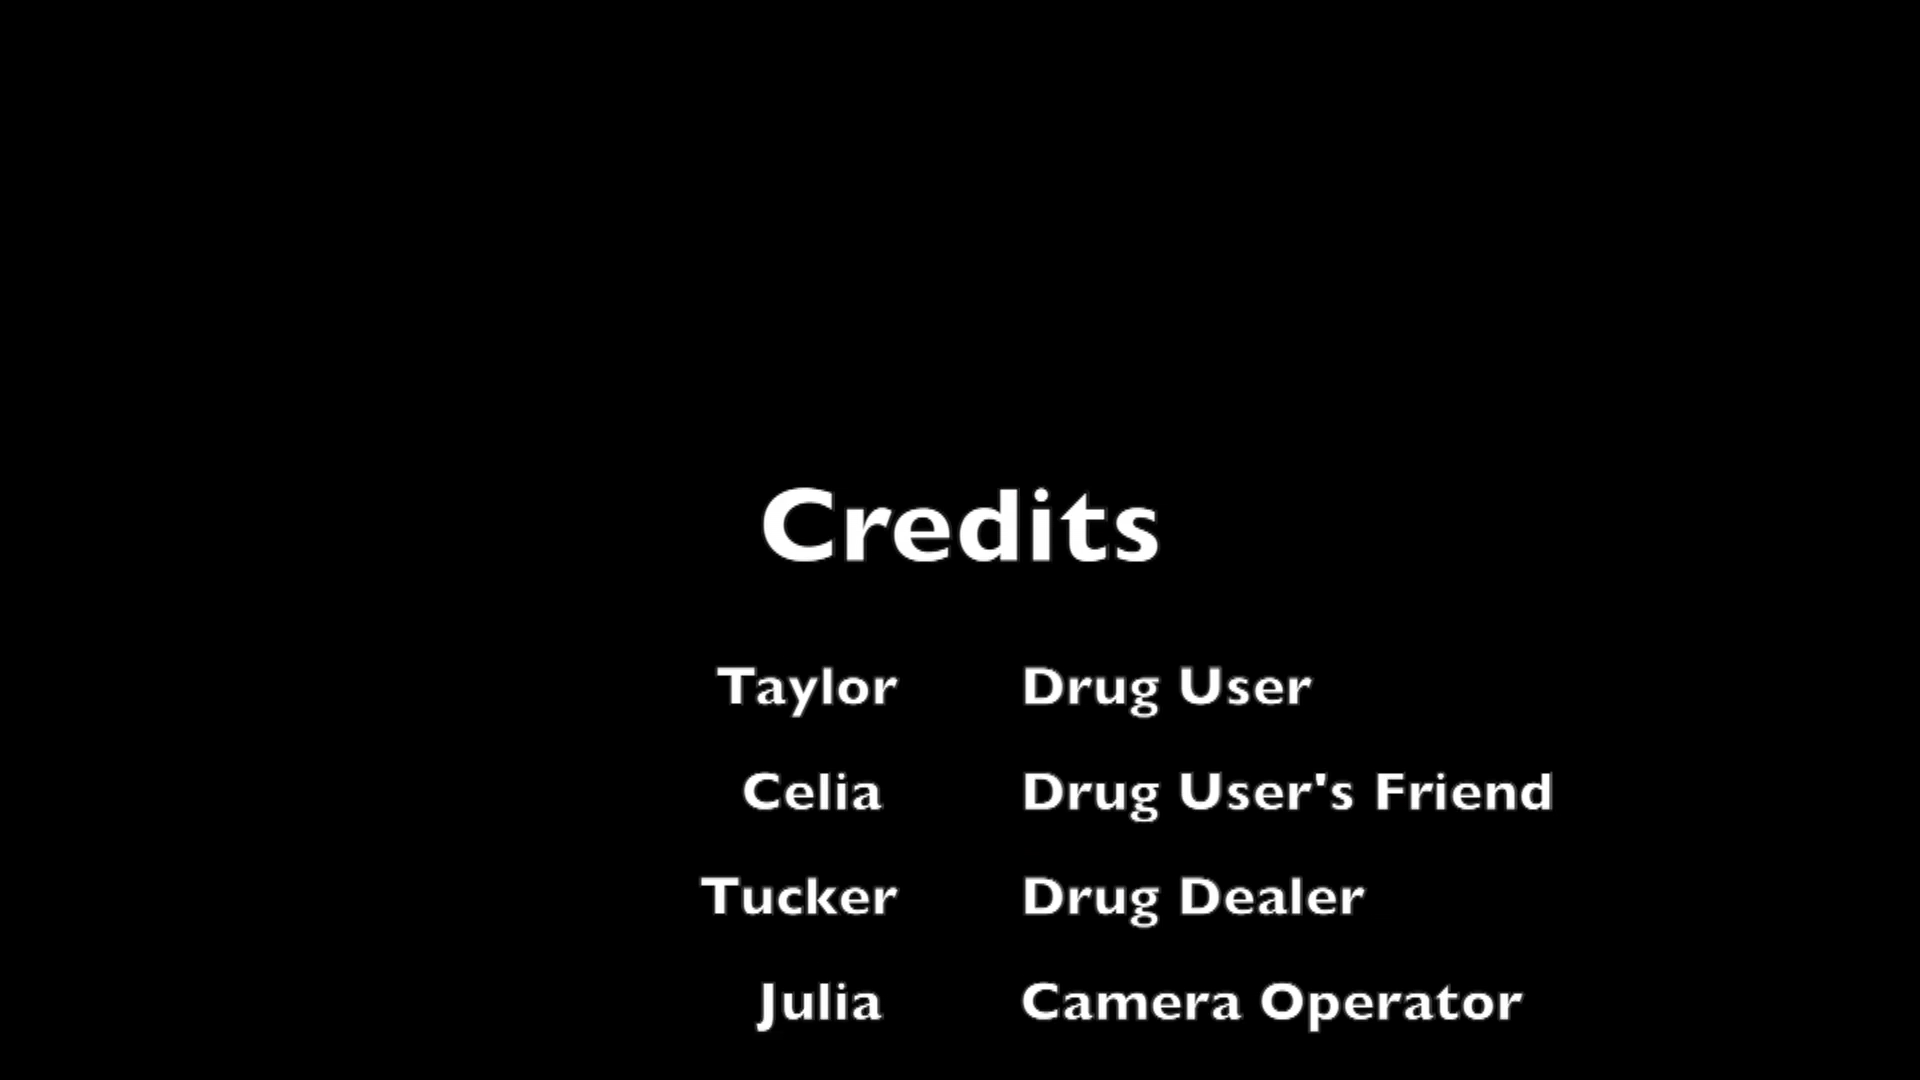 Credits
Taylor Drug User
Celia Drug User's Friend
Tucker Drug Dealer
Julia Camera Operator